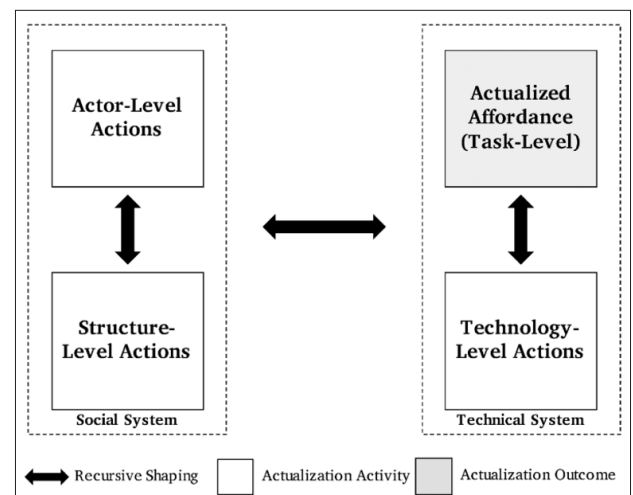 Actor-Level
Actions
Structure-
Level Actions
Social System
Actualized
Affordance
(Task-Level)
Technology-
Level Actions
Technical System
Recursive Shaping
Actualization Activity
Actualization Outcome